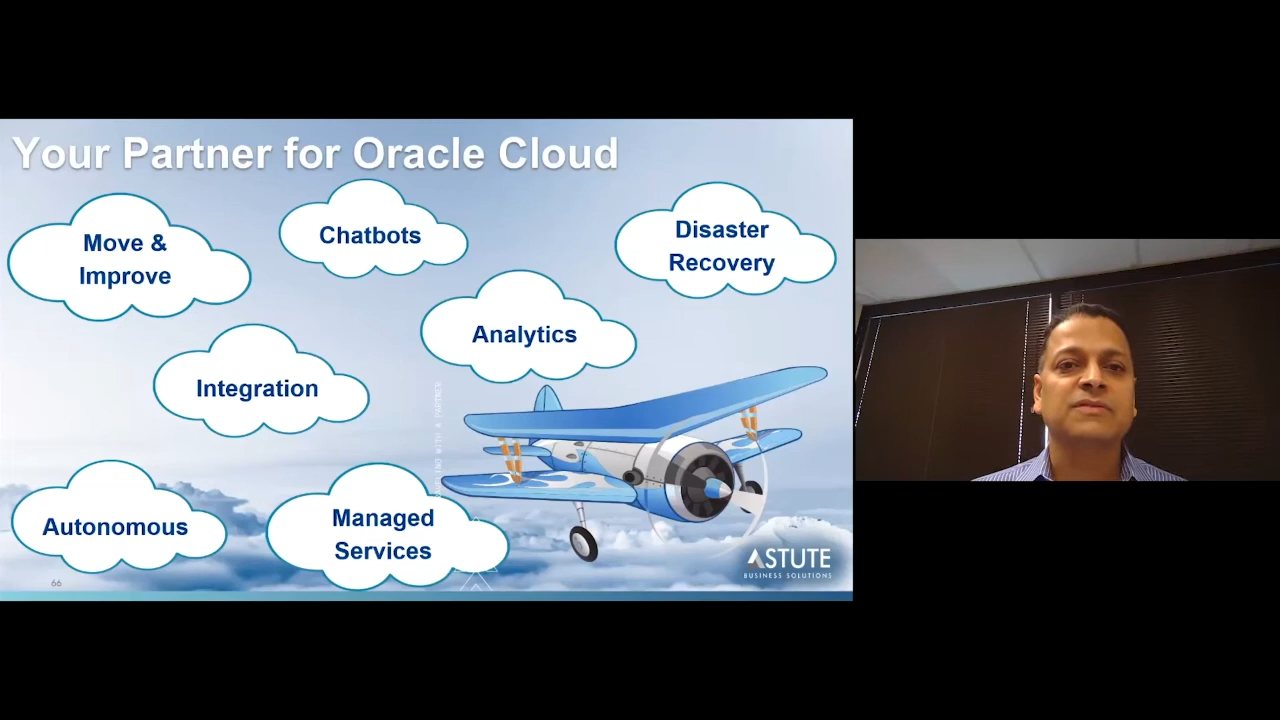 Your Partner for Oracle Cloud
Move &
Improve
Chatbots
Disaster
Recovery
Analytics
Integration
Autonomous
Managed
Services
ASTUTE
BUSINESS SOLUTIONS
66